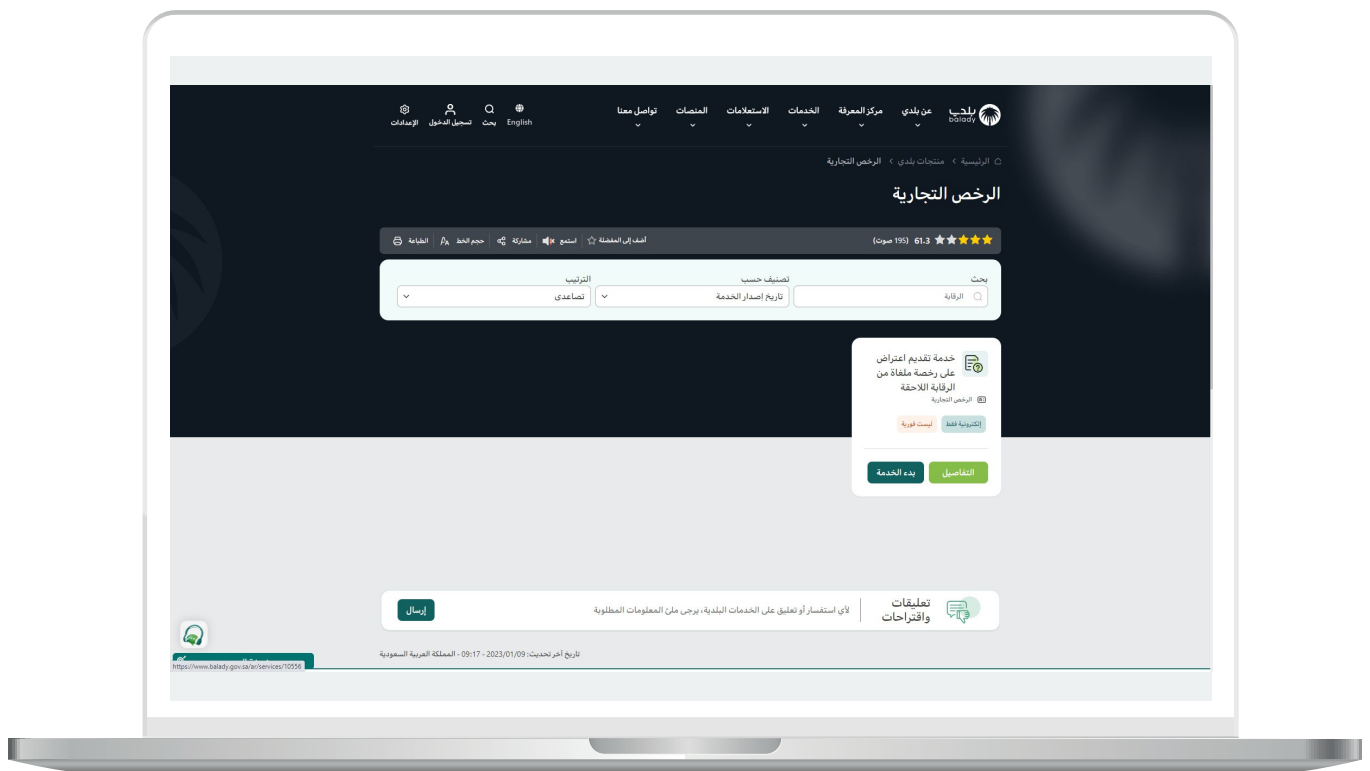 بلدي
balady
عن بلدي
مركز المعرفة
الخدمات
الاستعلامات
المنصات
تواصل معنا
English
بحث
تسجيل الدخول
الإعدادات
الرئيسية > منتجات بلدي > الرخص التجارية
الرخص التجارية
61.3 (195 صوت)
أضف إلى المفضلة
استمع
مشاركة
حجم الخط
الطباعة
بحث
تصنيف حسب
الترتيب
الرقابة
تاريخ إصدار الخدمة
تصاعدى
خدمة تقديم اعتراض
على رخصة ملغاة من
الرقابة اللاحقة
الرخص التجارية
إلكترونية فقط
ليست فورية
التفاصيل
بدء الخدمة
تعليقات
واقتراحات
لأي استفسار أو تعليق على الخدمات البلدية، يرجى ملئ المعلومات المطلوبة
إرسال
تاريخ آخر تحديث: 2023/01/09 - 09:17 - المملكة العربية السعودية
https://www.balady.gov.sa/ar/services/10556